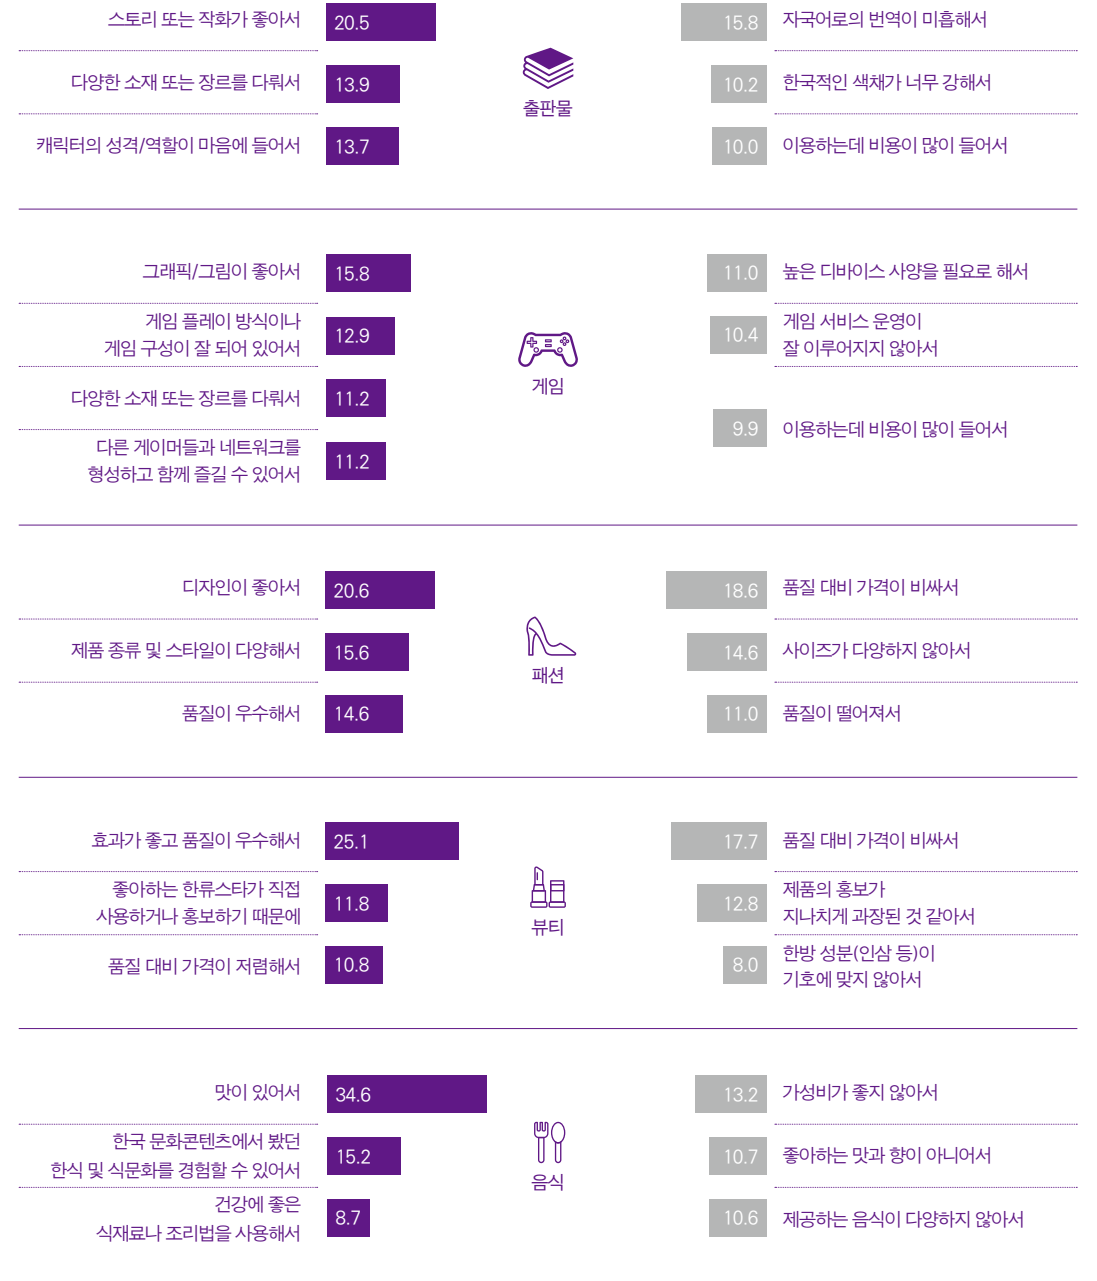 스토리 또는 작화가 좋아서 20.5 15.8 자국어로의 번역이 미흡해서
다양한 소재 또는 장르를 다뤄서 13.9 10.2 한국적인 색채가 너무 강해서
출판물
캐릭터의 성격/역할이 마음에 들어서 13.7 10.0 이용하는데 비용이 많이 들어서
그래픽/그림이 좋아서 15.8 11.0 높은 디바이스 사양을 필요로 해서
게임 플레이 방식이나
게임 구성이 잘 되어 있어서
12.9
10.4
게임 서비스 운영이
잘 이루어지지 않아서
게임
다양한 소재 또는 장르를 다뤄서 11.2
9.9 이용하는데 비용이 많이 들어서
다른 게이머들과 네트워크를
형성하고 함께 즐길 수 있어서
11.2
디자인이 좋아서 20.6 18.6 품질 대비 가격이 비싸서
제품 종류 및 스타일이 다양해서 15.6 14.6 사이즈가 다양하지 않아서
패션
품질이 우수해서 14.6 11.0 품질이 떨어져서
효과가 좋고 품질이 우수해서 25.1 17.7 품질 대비 가격이 비싸서
좋아하는 한류스타가 직접
사용하거나 홍보하기 때문에
11.8
12.8
제품의 홍보가
지나치게 과장된 것 같아서
뷰티
품질 대비 가격이 저렴해서 10.8
8.0
한방 성분(인삼 등)이
기호에 맞지 않아서
맛이 있어서 34.6 13.2 가성비가 좋지 않아서
한국 문화콘텐츠에서 봤던
한식 및 식문화를 경험할 수 있어서
15.2
10.7 좋아하는 맛과 향이 아니어서
음식
건강에 좋은
식재료나 조리법을 사용해서
8.7
10.6 제공하는 음식이 다양하지 않아서